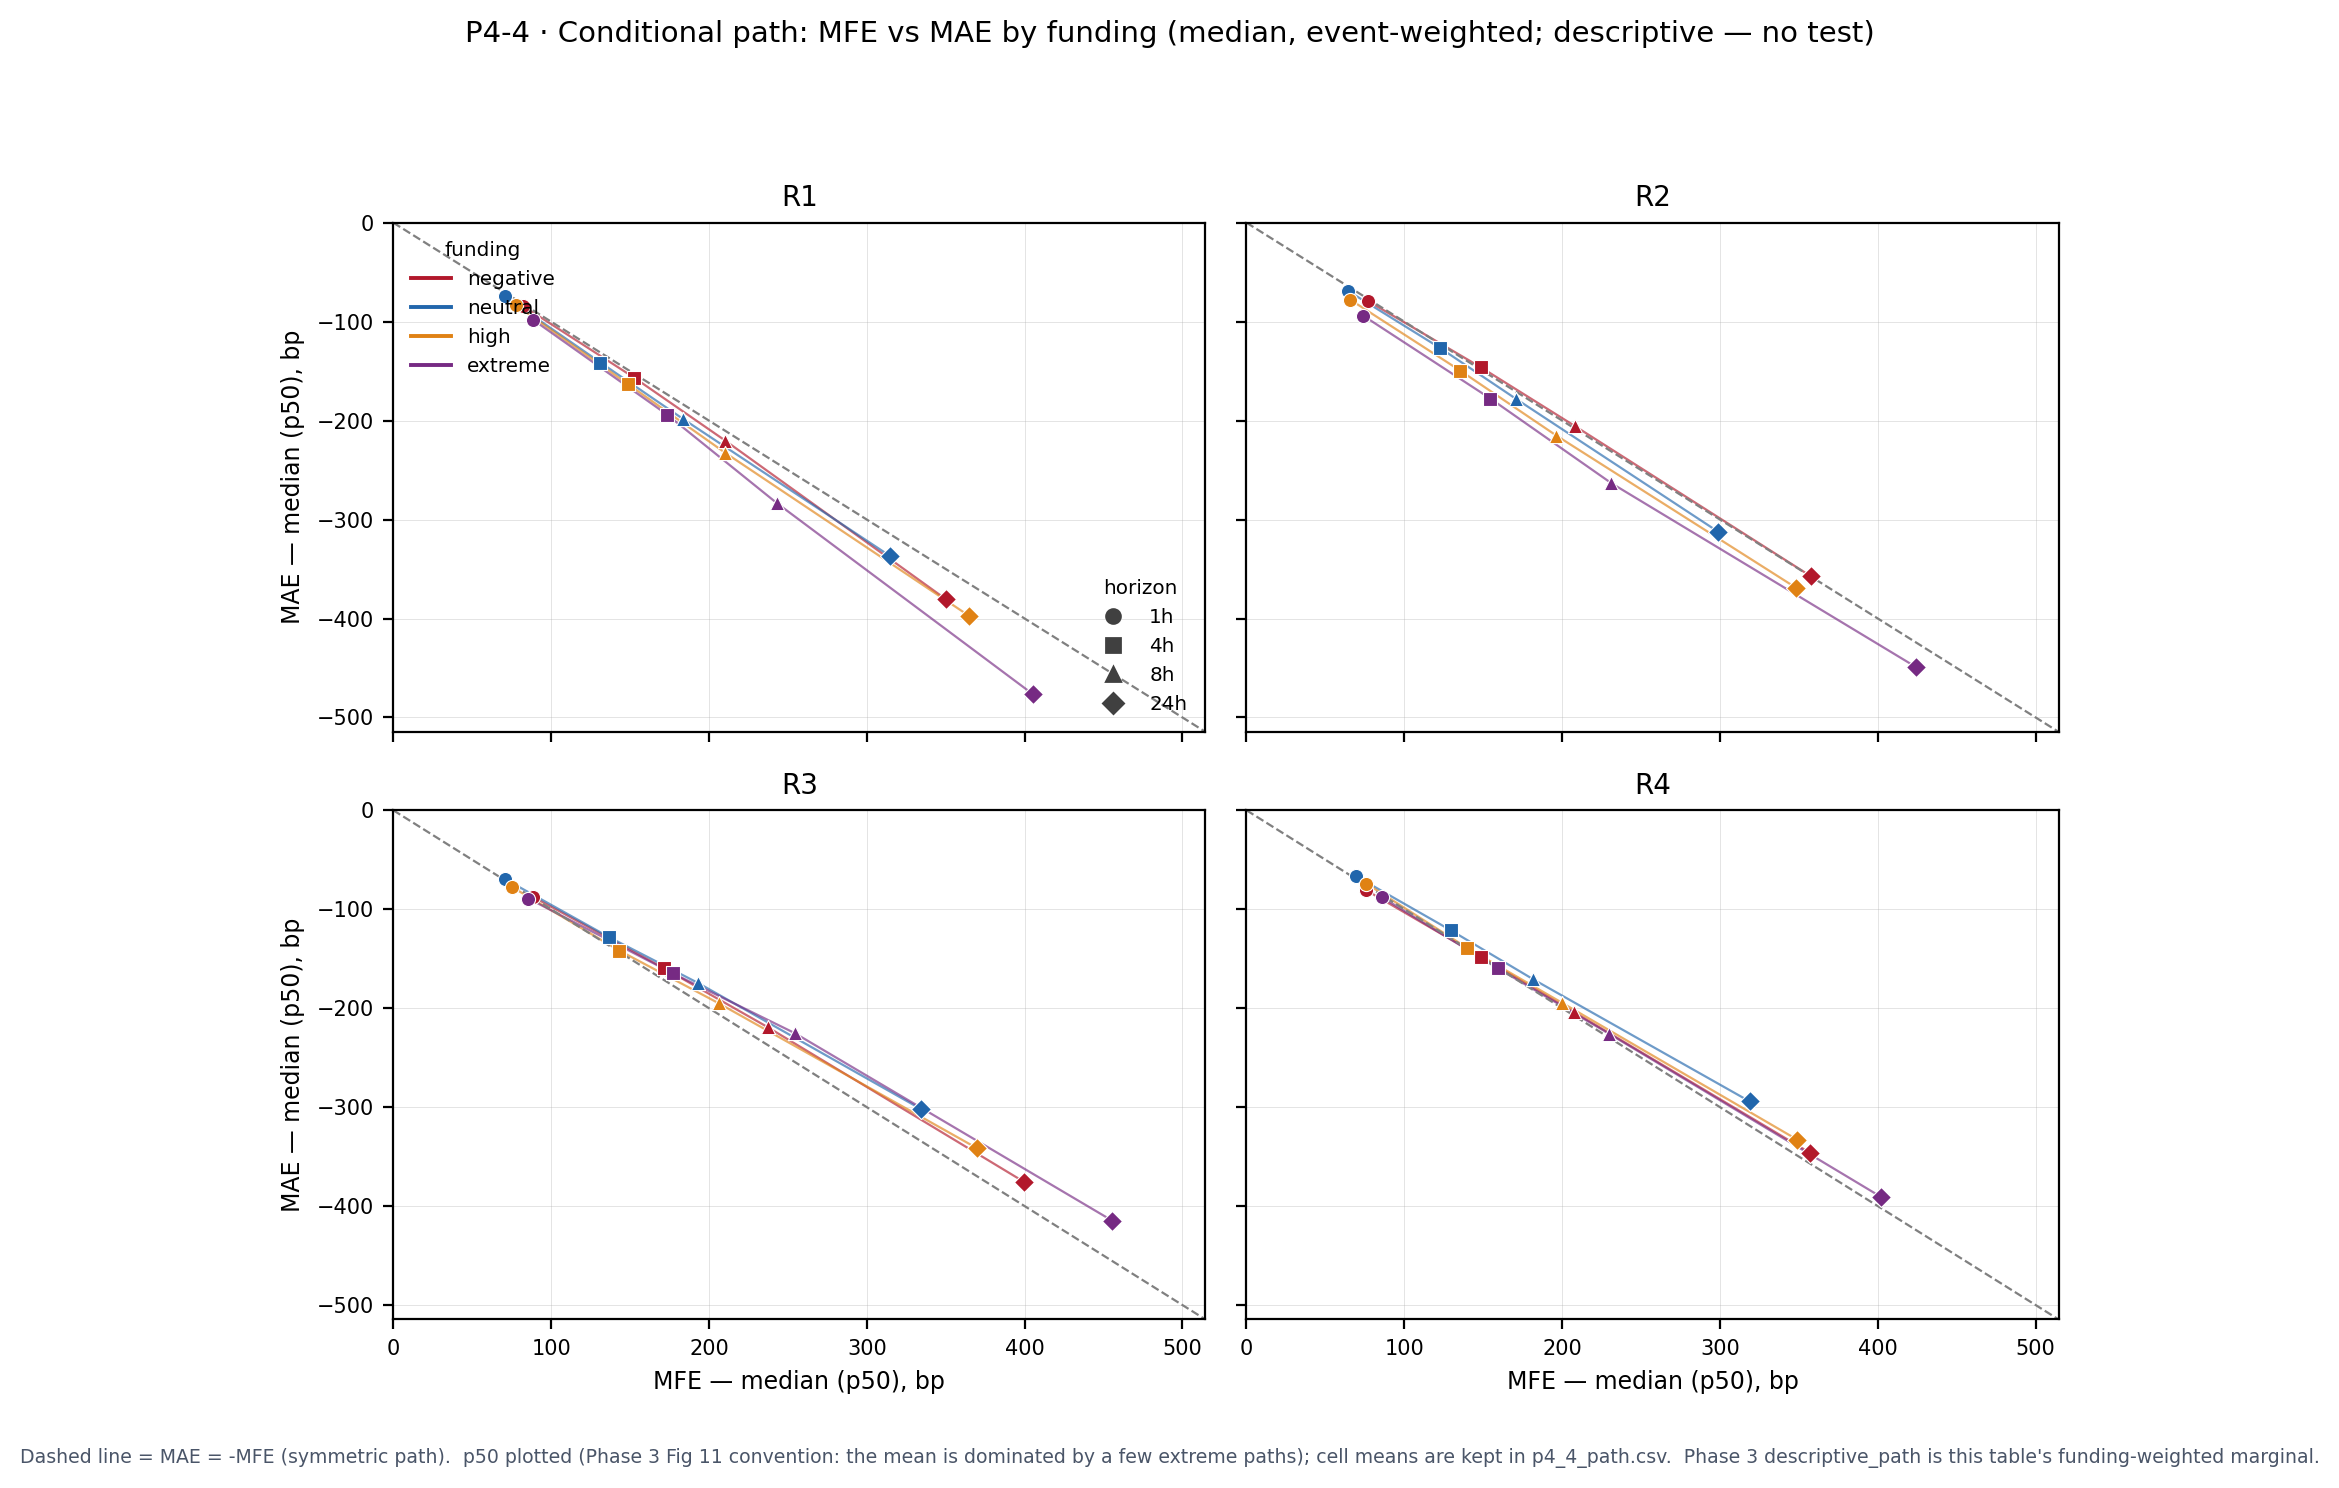 P4-4 · Conditional path: MFE vs MAE by funding (median, event-weighted; descriptive — no test)
R1
R2
0
−100
−200
−300
−400
−500
MAE — median (p50), bp
funding
negative
neutral
high
extreme
horizon
1h
4h
8h
24h
R3
R4
0
−100
−200
−300
−400
−500
MAE — median (p50), bp
0 100 200 300 400 500
0 100 200 300 400 500
MFE — median (p50), bp
MFE — median (p50), bp
Dashed line = MAE = -MFE (symmetric path).  p50 plotted (Phase 3 Fig 11 convention: the mean is dominated by a few extreme paths); cell means are kept in p4_4_path.csv.  Phase 3 descriptive_path is this table's funding-weighted marginal.